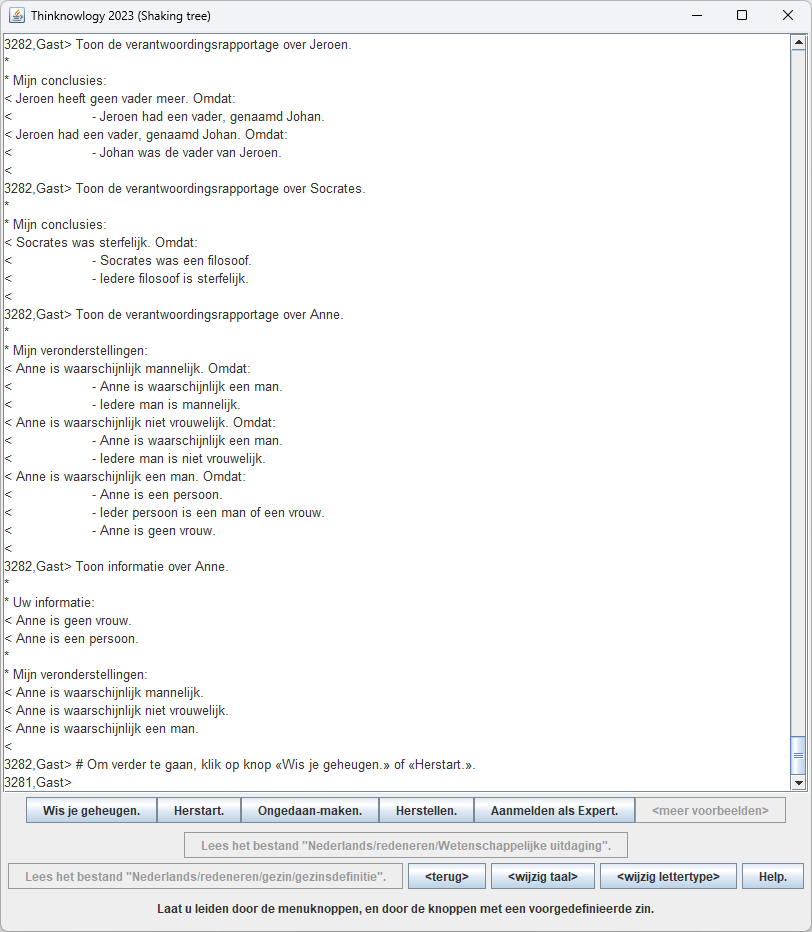 Thinknowlogy 2023 (Shaking tree)
3282,Gast> Toon de verantwoordingsrapportage over Jeroen.
*
* Mijn conclusies:
< Jeroen heeft geen vader meer. Omdat:
< - Jeroen had een vader, genaamd Johan.
< Jeroen had een vader, genaamd Johan. Omdat:
< - Johan was de vader van Jeroen.
<
3282,Gast> Toon de verantwoordingsrapportage over Socrates.
*
* Mijn conclusies:
< Socrates was sterfelijk. Omdat:
< - Socrates was een filosoof.
< - Iedere filosoof is sterfelijk.
<
3282,Gast> Toon de verantwoordingsrapportage over Anne.
*
* Mijn veronderstellingen:
< Anne is waarschijnlijk mannelijk. Omdat:
< - Anne is waarschijnlijk een man.
< - Iedere man is mannelijk.
< Anne is waarschijnlijk niet vrouwelijk. Omdat:
< - Anne is waarschijnlijk een man.
< - Iedere man is niet vrouwelijk.
< Anne is waarschijnlijk een man. Omdat:
< - Anne is een persoon.
< - Ieder persoon is een man of een vrouw.
< - Anne is geen vrouw.
<
3282,Gast> Toon informatie over Anne.
*
* Uw informatie:
< Anne is geen vrouw.
< Anne is een persoon.
*
* Mijn veronderstellingen:
< Anne is waarschijnlijk mannelijk.
< Anne is waarschijnlijk niet vrouwelijk.
< Anne is waarschijnlijk een man.
<
3282,Gast> # Om verder te gaan, klik op knop «Wis je geheugen.» of «Herstart.».
3281,Gast>
Wis je geheugen. Herstart. Ongedaan-maken. Herstellen. Aanmelden als Expert. <meer voorbeelden>
Lees het bestand "Nederlands/redeneren/Wetenschappelijke uitdaging".
Lees het bestand "Nederlands/redeneren/gezin/gezinsdefinitie". <terug> <wijzig taal> <wijzig lettertype> Help.
Laat u leiden door de menuknoppen, en door de knoppen met een voorgedefinieerde zin.